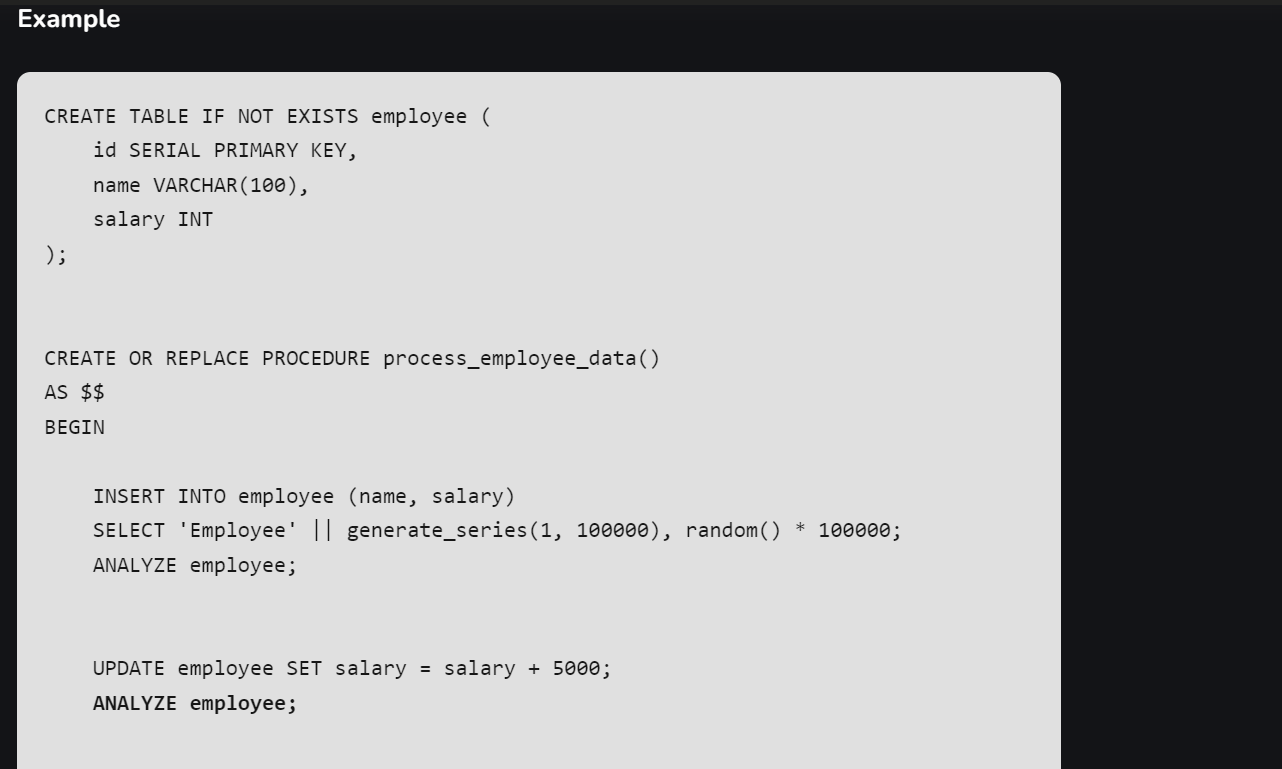 Example
CREATE TABLE IF NOT EXISTS employee (
    id SERIAL PRIMARY KEY,
    name VARCHAR(100),
    salary INT
);
CREATE OR REPLACE PROCEDURE process_employee_data()
AS $$
BEGIN
    INSERT INTO employee (name, salary)
    SELECT 'Employee' || generate_series(1, 100000), random() * 100000;
    ANALYZE employee;
    UPDATE employee SET salary = salary + 5000;
    ANALYZE employee;